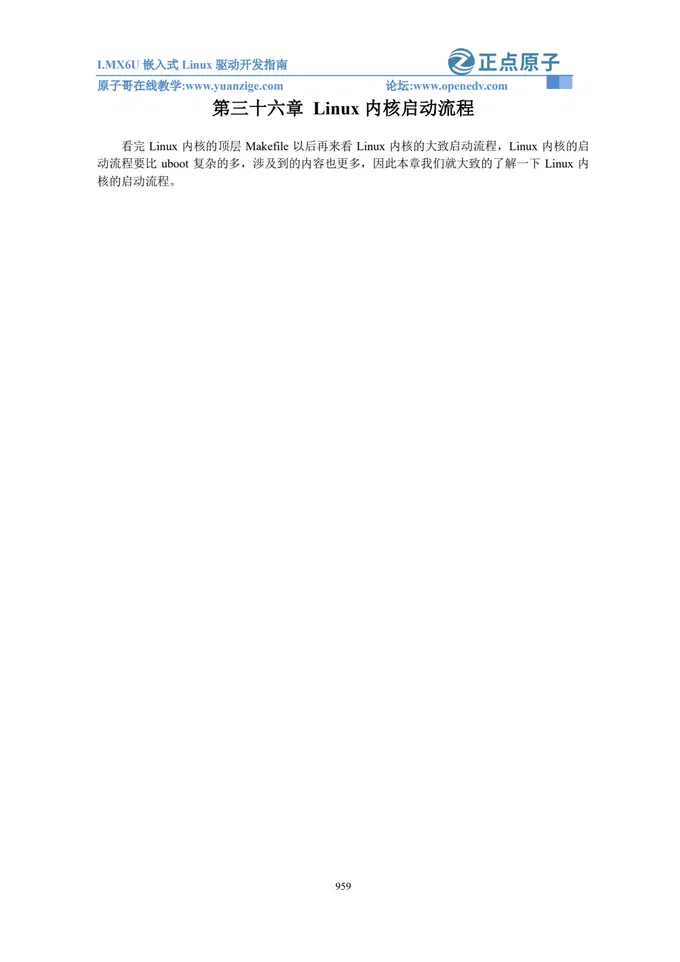 I.MX6U 嵌入式 Linux 驱动开发指南
正点原子
原子哥在线教学:www.yuanzige.com 论坛:www.openedv.com
第三十六章 Linux 内核启动流程
看完 Linux 内核的顶层 Makefile 以后再来看 Linux 内核的大致启动流程，Linux 内核的启
动流程要比 uboot 复杂的多，涉及到的内容也更多，因此本章我们就大致的了解一下 Linux 内
核的启动流程。
959